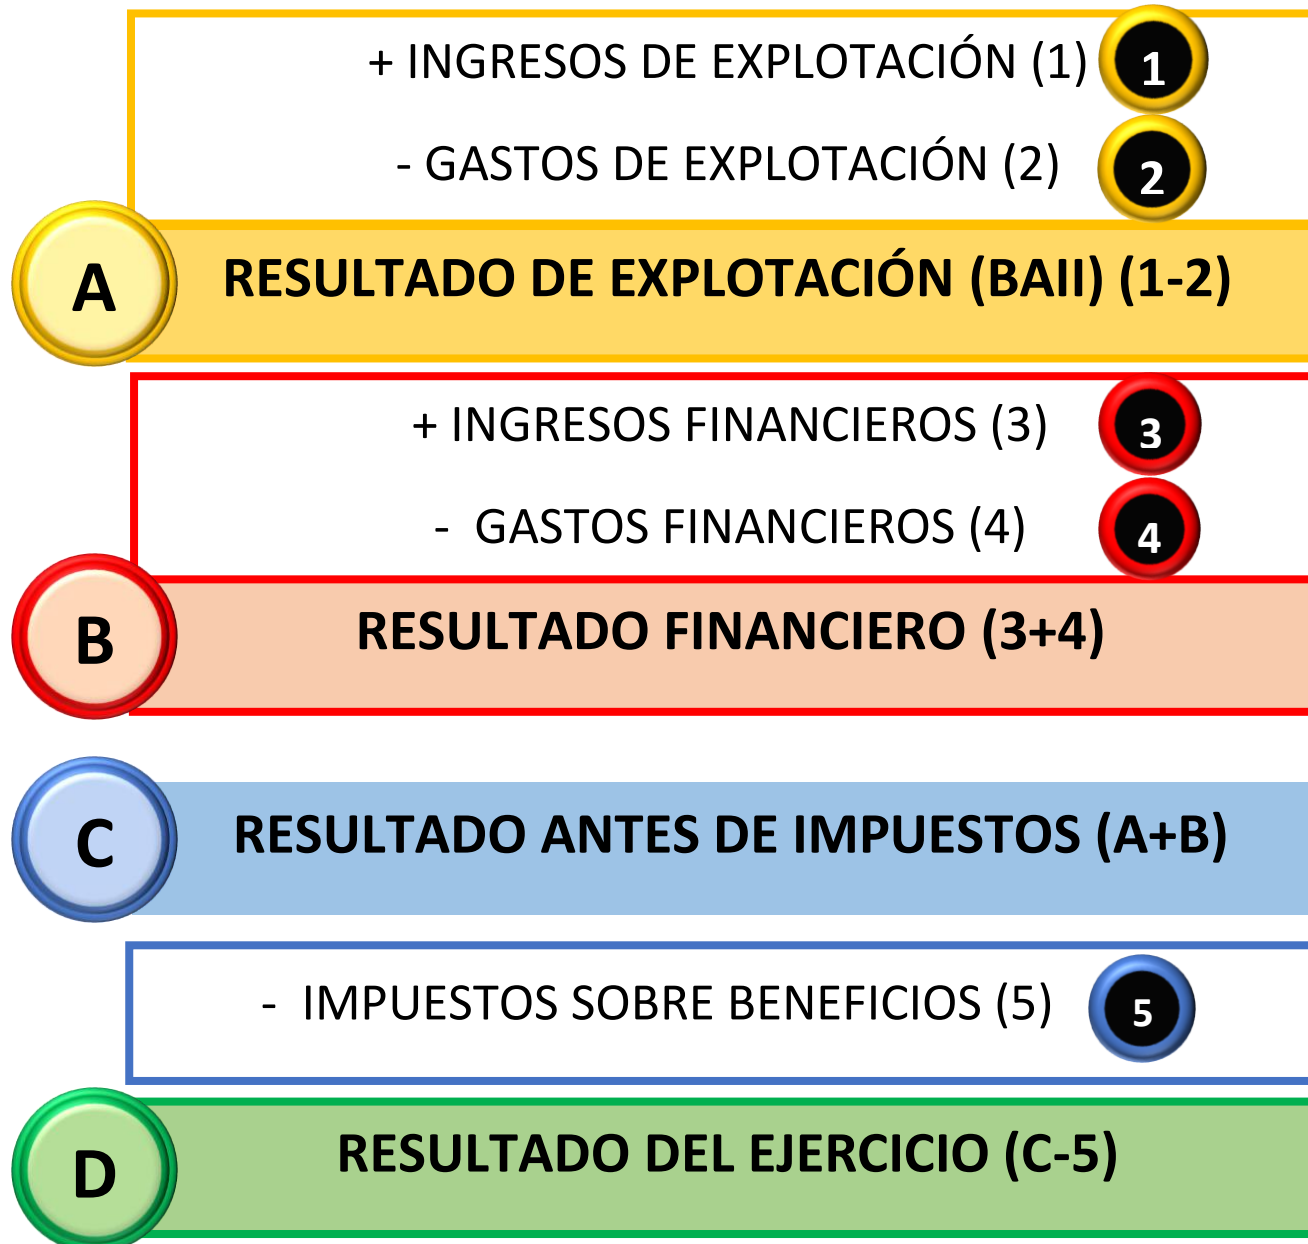 + INGRESOS DE EXPLOTACIÓN (1) 1
- GASTOS DE EXPLOTACIÓN (2) 2
A RESULTADO DE EXPLOTACIÓN (BAII) (1-2)
+ INGRESOS FINANCIEROS (3) 3
- GASTOS FINANCIEROS (4) 4
B RESULTADO FINANCIERO (3+4)
C RESULTADO ANTES DE IMPUESTOS (A+B)
- IMPUESTOS SOBRE BENEFICIOS (5) 5
D RESULTADO DEL EJERCICIO (C-5)